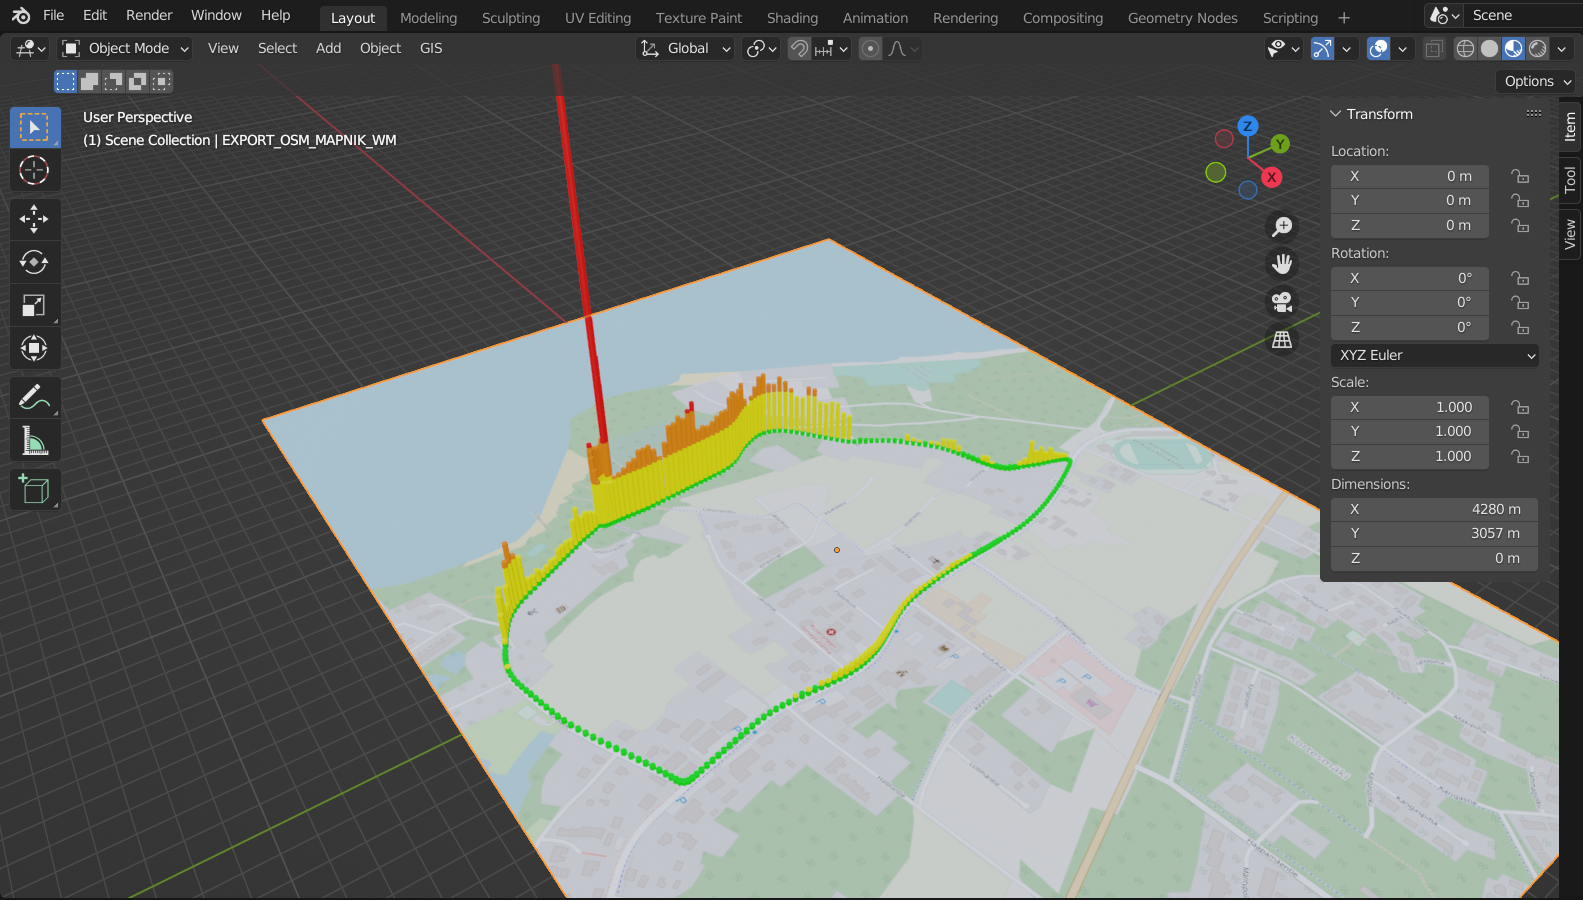 File Edit Render Window Help
Layout Modeling Sculpting UV Editing Texture Paint Shading Animation Rendering Compositing Geometry Nodes Scripting +
Scene
Object Mode View Select Add Object GIS
Global
Options
User Perspective
(1) Scene Collection | EXPORT_OSM_MAPNIK_WM
Z
Y
X
Transform
Location:
X 0 m
Y 0 m
Z 0 m
Rotation:
X 0°
Y 0°
Z 0°
XYZ Euler
Scale:
X 1.000
Y 1.000
Z 1.000
Dimensions:
X 4280 m
Y 3057 m
Z 0 m
Item
Tool
View
P
P
P
P
P
P